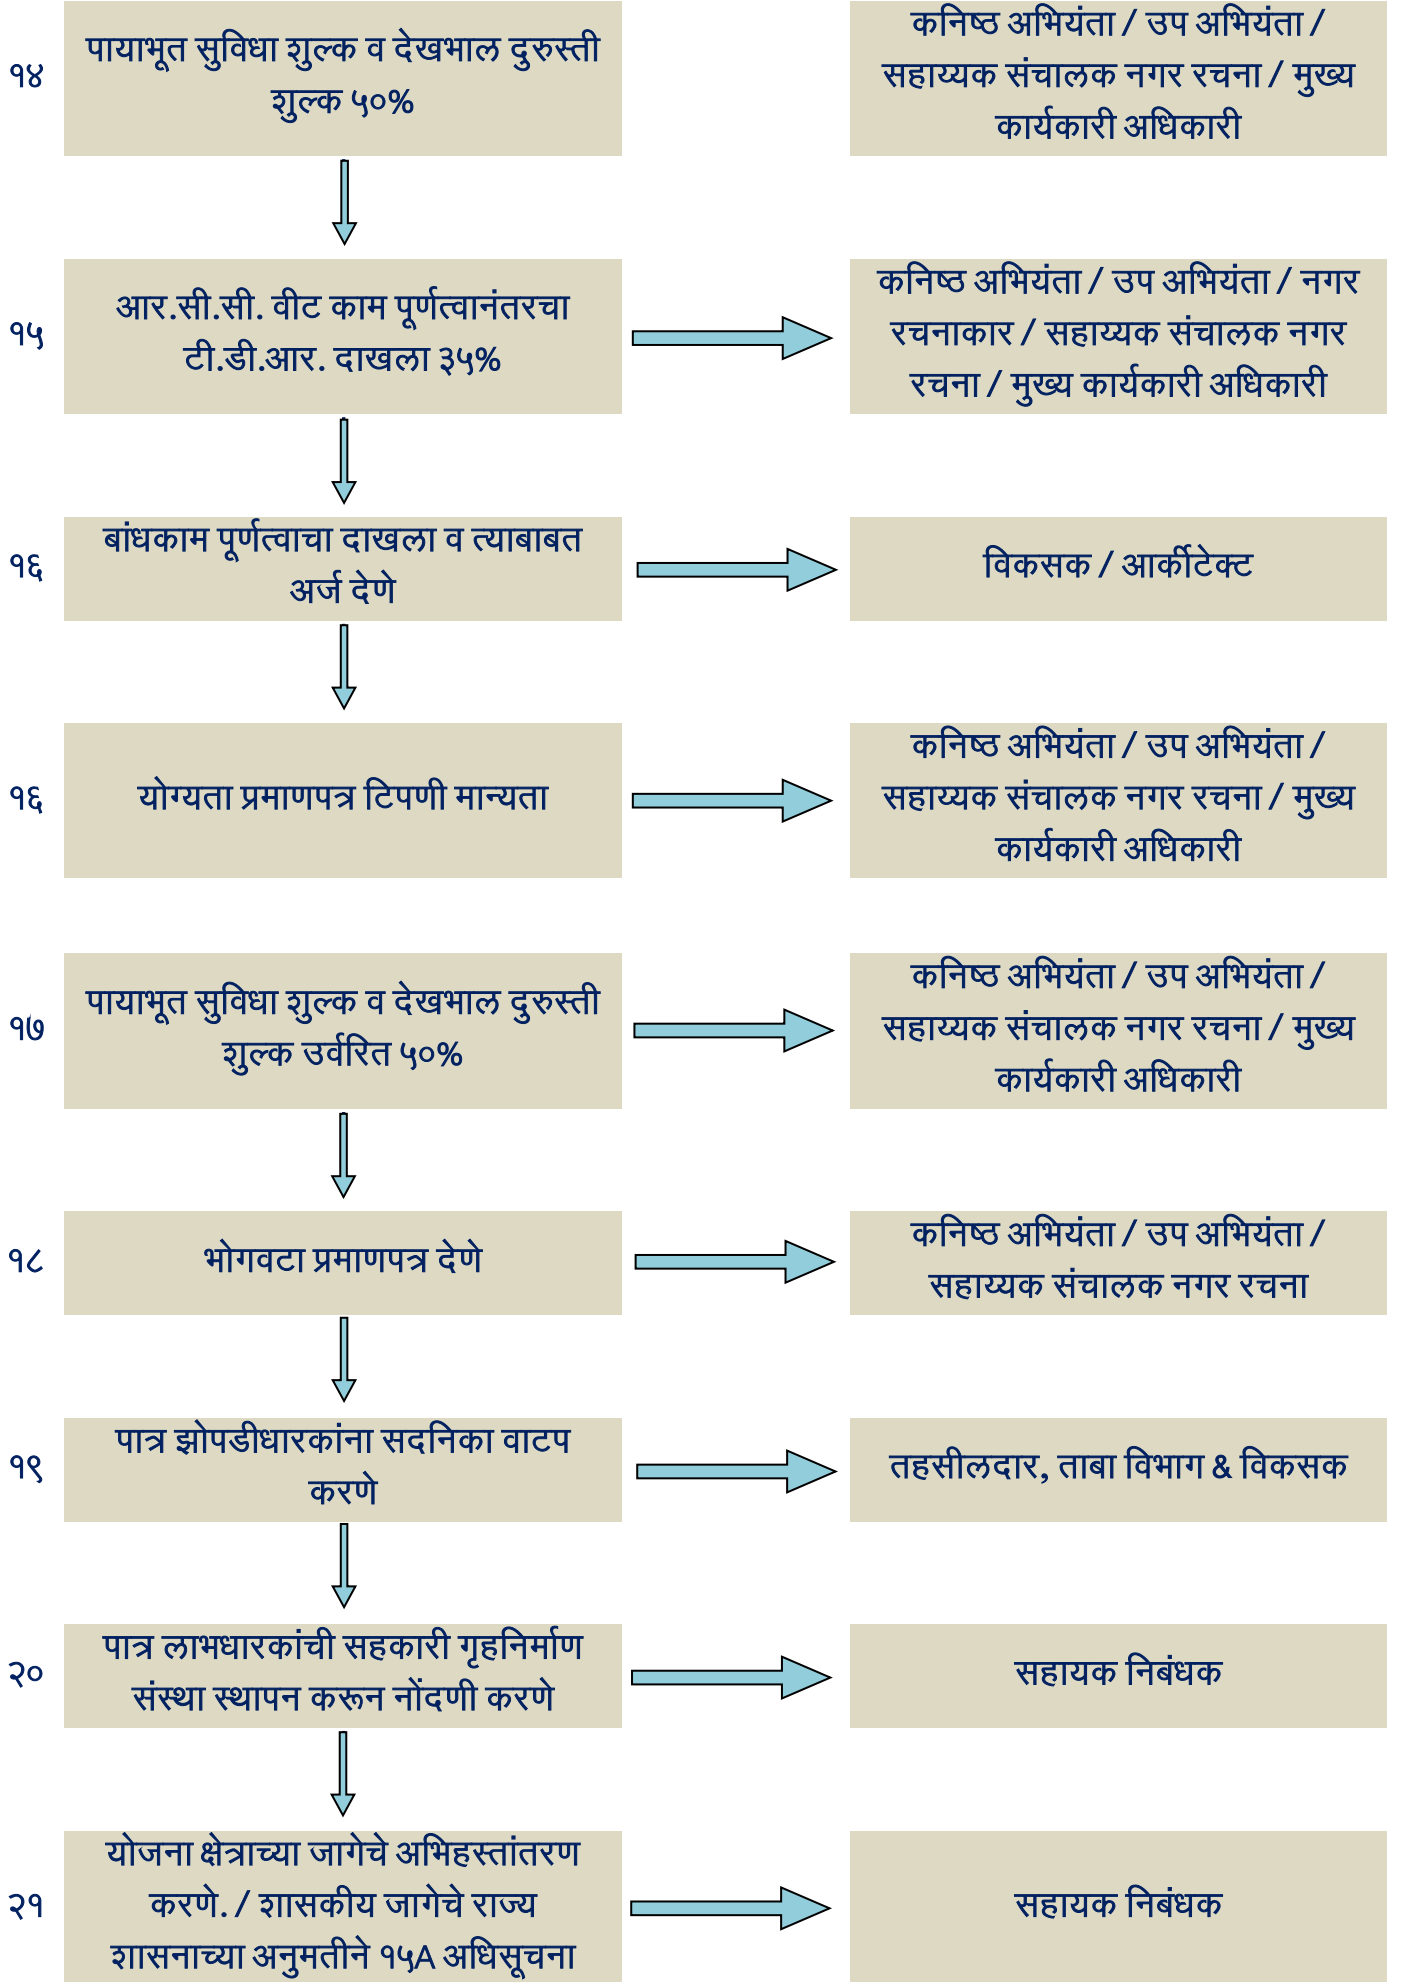 १४
पायाभूत सुविधा शुल्क व देखभाल दुरुस्ती
शुल्क ५०%
कनिष्ठ अभियंता / उप अभियंता /
सहाय्यक संचालक नगर रचना / मुख्य
कार्यकारी अधिकारी
१५
आर.सी.सी. वीट काम पूर्णत्वानंतरचा
टी.डी.आर. दाखला ३५%
कनिष्ठ अभियंता / उप अभियंता / नगर
रचनाकार / सहाय्यक संचालक नगर
रचना / मुख्य कार्यकारी अधिकारी
१६
बांधकाम पूर्णत्वाचा दाखला व त्याबाबत
अर्ज देणे
विकसक / आर्कीटेक्ट
१६
योग्यता प्रमाणपत्र टिपणी मान्यता
कनिष्ठ अभियंता / उप अभियंता /
सहाय्यक संचालक नगर रचना / मुख्य
कार्यकारी अधिकारी
१७
पायाभूत सुविधा शुल्क व देखभाल दुरुस्ती
शुल्क उर्वरित ५०%
कनिष्ठ अभियंता / उप अभियंता /
सहाय्यक संचालक नगर रचना / मुख्य
कार्यकारी अधिकारी
१८
भोगवटा प्रमाणपत्र देणे
कनिष्ठ अभियंता / उप अभियंता /
सहाय्यक संचालक नगर रचना
१९
पात्र झोपडीधारकांना सदनिका वाटप
करणे
तहसीलदार, ताबा विभाग & विकसक
२०
पात्र लाभधारकांची सहकारी गृहनिर्माण
संस्था स्थापन करून नोंदणी करणे
सहायक निबंधक
२१
योजना क्षेत्राच्या जागेचे अभिहस्तांतरण
करणे. / शासकीय जागेचे राज्य
शासनाच्या अनुमतीने १५A अधिसूचना
सहायक निबंधक